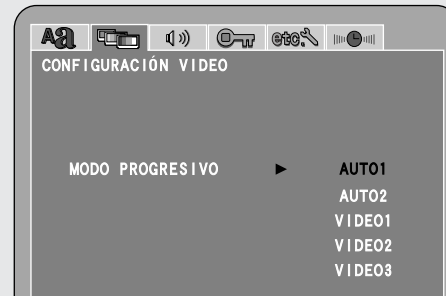 Aa etc.
CONFIGURACIÓN VIDEO
MODO PROGRESIVO ► AUTO1
AUTO2
VIDEO1
VIDEO2
VIDEO3